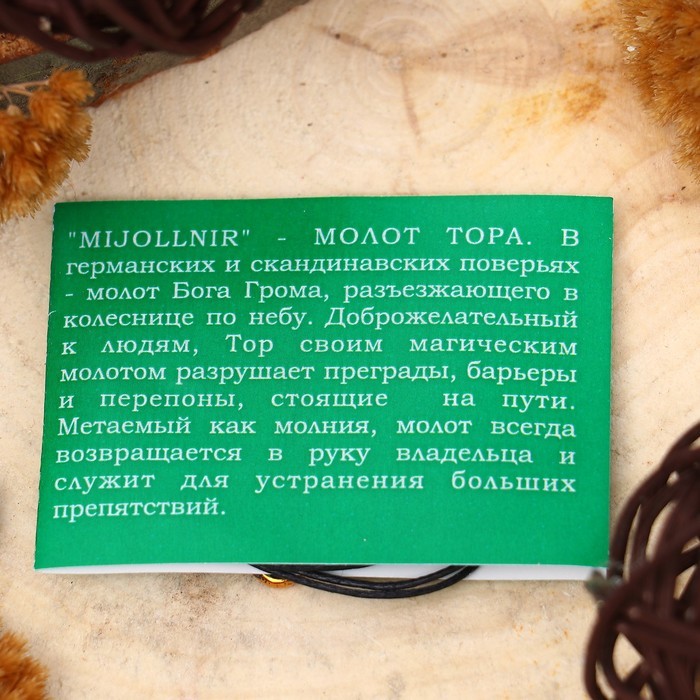 "MIJOLLNIR" - МОЛОТ ТОРА. В
германских и скандинавских поверьях
- молот Бога Грома, разъезжающего в
колеснице по небу. Доброжелательный
к людям, Тор своим магическим
молотом разрушает преграды, барьеры
и перепоны, стоящие на пути.
Метаемый как молния, молот всегда
возвращается в руку владельца и
служит для устранения больших
препятствий.